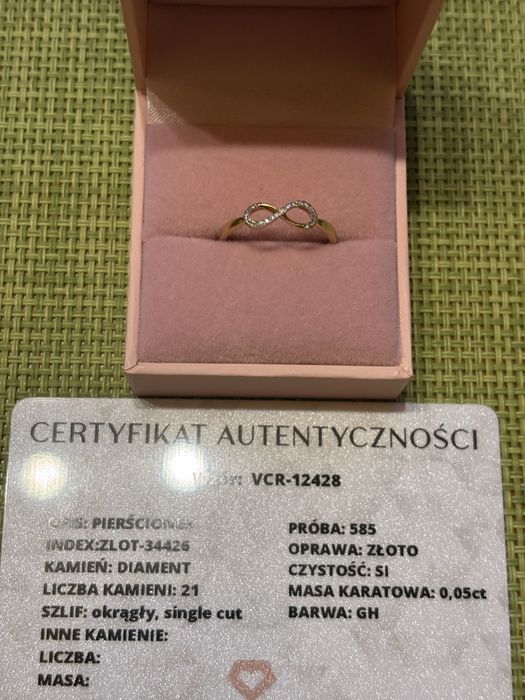 CERTYFIKAT AUTENTYCZNOŚCI
VCR-12428
OPIS: PIERŚCIONEK
INDEX:ZLOT-34426
KAMIEŃ: DIAMENT
LICZBA KAMIENI: 21
SZLIF: okrągły, single cut
INNE KAMIENIE:
LICZBA:
MASA:
PRÓBA: 585
OPRAWA: ZŁOTO
CZYSTOŚĆ: SI
MASA KARATOWA: 0,05ct
BARWA: GH